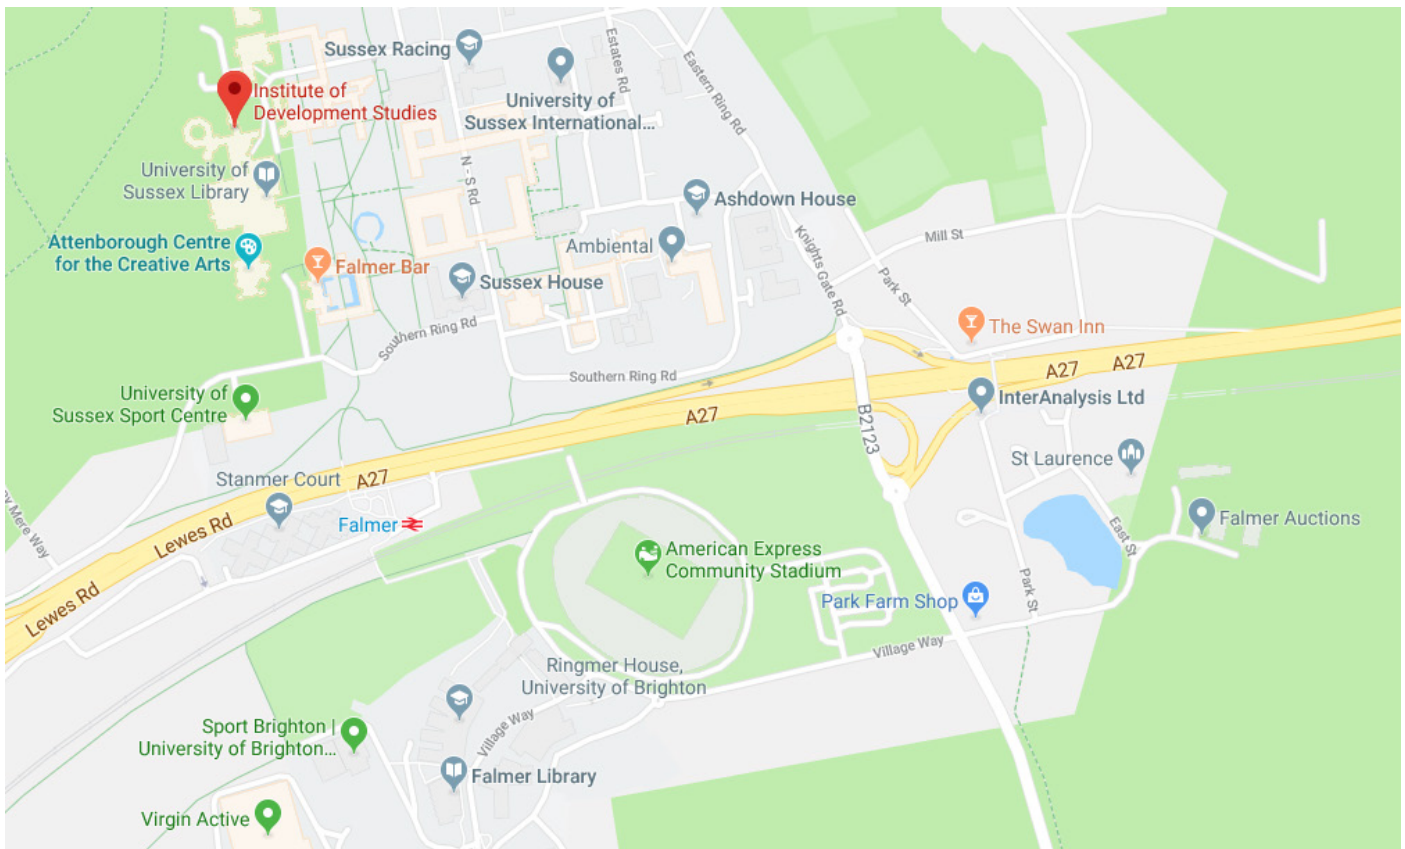 Sussex Racing
Estates Rd
Eastern Ring Rd
Institute of
Development Studies
University of
Sussex International...
University of
Sussex Library
N - S Rd
Ashdown House
Attenborough Centre
for the Creative Arts
Falmer Bar
Ambiental
Knights Gate Rd
Mill St
Park St
Sussex House
Southern Ring Rd
The Swan Inn
Southern Ring Rd
A27
A27
University of
Sussex Sport Centre
A27
B2123
InterAnalysis Ltd
St Laurence
Stanmer Court
A27
Lewes Rd
Falmer
Mere Way
East St
Falmer Auctions
American Express
Community Stadium
Park St
Lewes Rd
Park Farm Shop
Village Way
Ringmer House,
University of Brighton
Sport Brighton |
University of Brighton...
Village Way
Falmer Library
Virgin Active